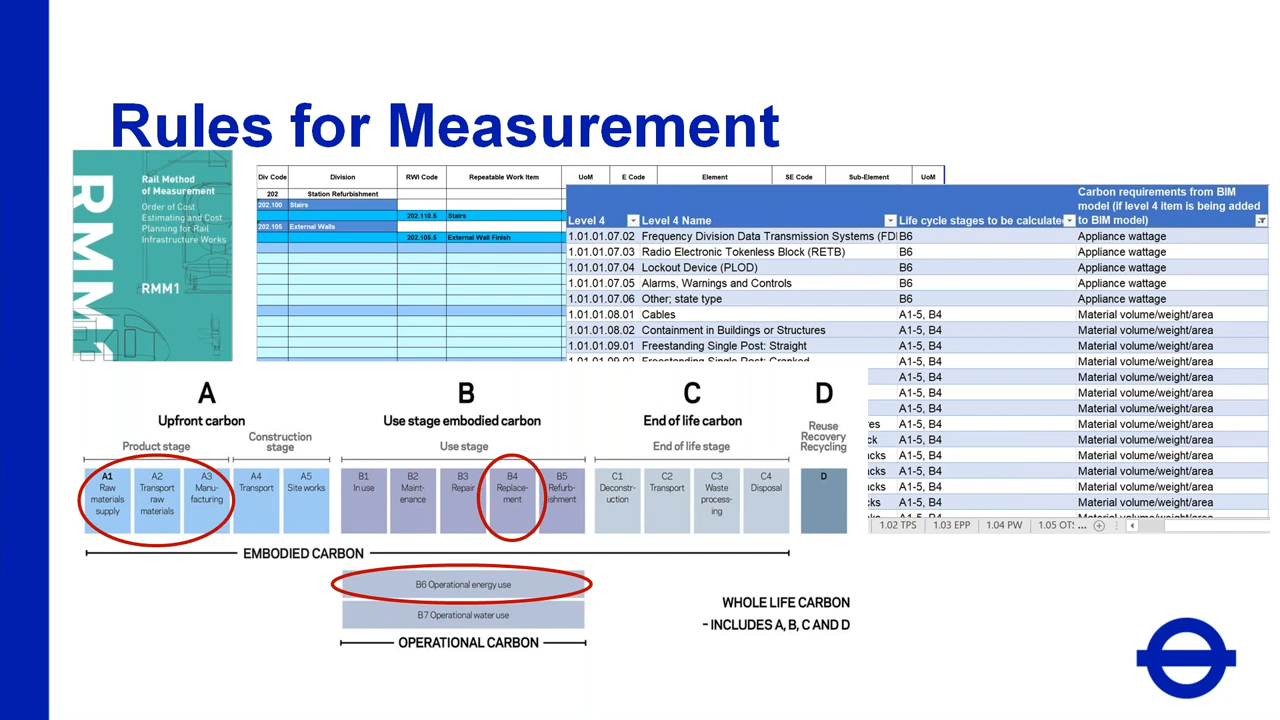 Rules for Measurement
RMM1
Rail Method
of Measurement
Order of Cost
Estimating and Cost
Planning for Rail
Infrastructure Works
RMM1
Div Code Division RWI Code Repeatable Work Item UoM E Code Element SE Code Sub-Element UoM
202 Station Refurbishment
202.100 Stairs
202.110.5 Stairs
202.105 External Walls
202.105.5 External Wall Finish
Carbon requirements from BIM
model (if level 4 item is being added
Level 4 Level 4 Name Life cycle stages to be calculate to BIM model)
1.01.01.07.02 Frequency Division Data Transmission Systems (FDI B6 Appliance wattage
1.01.01.07.03 Radio Electronic Tokenless Block (RETB) B6 Appliance wattage
1.01.01.07.04 Lockout Device (PLOD) B6 Appliance wattage
1.01.01.07.05 Alarms, Warnings and Controls B6 Appliance wattage
1.01.01.07.06 Other; state type B6 Appliance wattage
1.01.01.08.01 Cables A1-5, B4 Material volume/weight/area
1.01.01.08.02 Containment in Buildings or Structures A1-5, B4 Material volume/weight/area
1.01.01.09.01 Freestanding Single Post: Straight A1-5, B4 Material volume/weight/area
1.01.01.09.02 Freestanding Single Post: Cranked A1-5, B4 Material volume/weight/area
A1-5, B4 Material volume/weight/area
A1-5, B4 Material volume/weight/area
A1-5, B4 Material volume/weight/area
res A1-5, B4 Material volume/weight/area
ck A1-5, B4 Material volume/weight/area
acks A1-5, B4 Material volume/weight/area
acks A1-5, B4 Material volume/weight/area
acks A1-5, B4 Material volume/weight/area
cks A1-5, B4 Material volume/weight/area
1.02 TPS 1.03 EPP 1.04 PW 1.05 OT: ...
A B C D
Upfront carbon Use stage embodied carbon End of life carbon
Product stage Construction
stage Use stage End of life stage Reuse
Recovery
Recycling
A1
Raw
materials
supply
A2
Transport
raw
materials
A3
Manu-
facturing
A4
Transport
A5
Site works
B1
In use
B2
Maint-
enance
B3
Repair
B4
Replace-
ment
B5
Refurb-
ishment
C1
Deconstr-
uction
C2
Transport
C3
Waste
process-
ing
C4
Disposal
D
EMBODIED CARBON
B6 Operational energy use
B7 Operational water use
OPERATIONAL CARBON
WHOLE LIFE CARBON
- INCLUDES A, B, C AND D